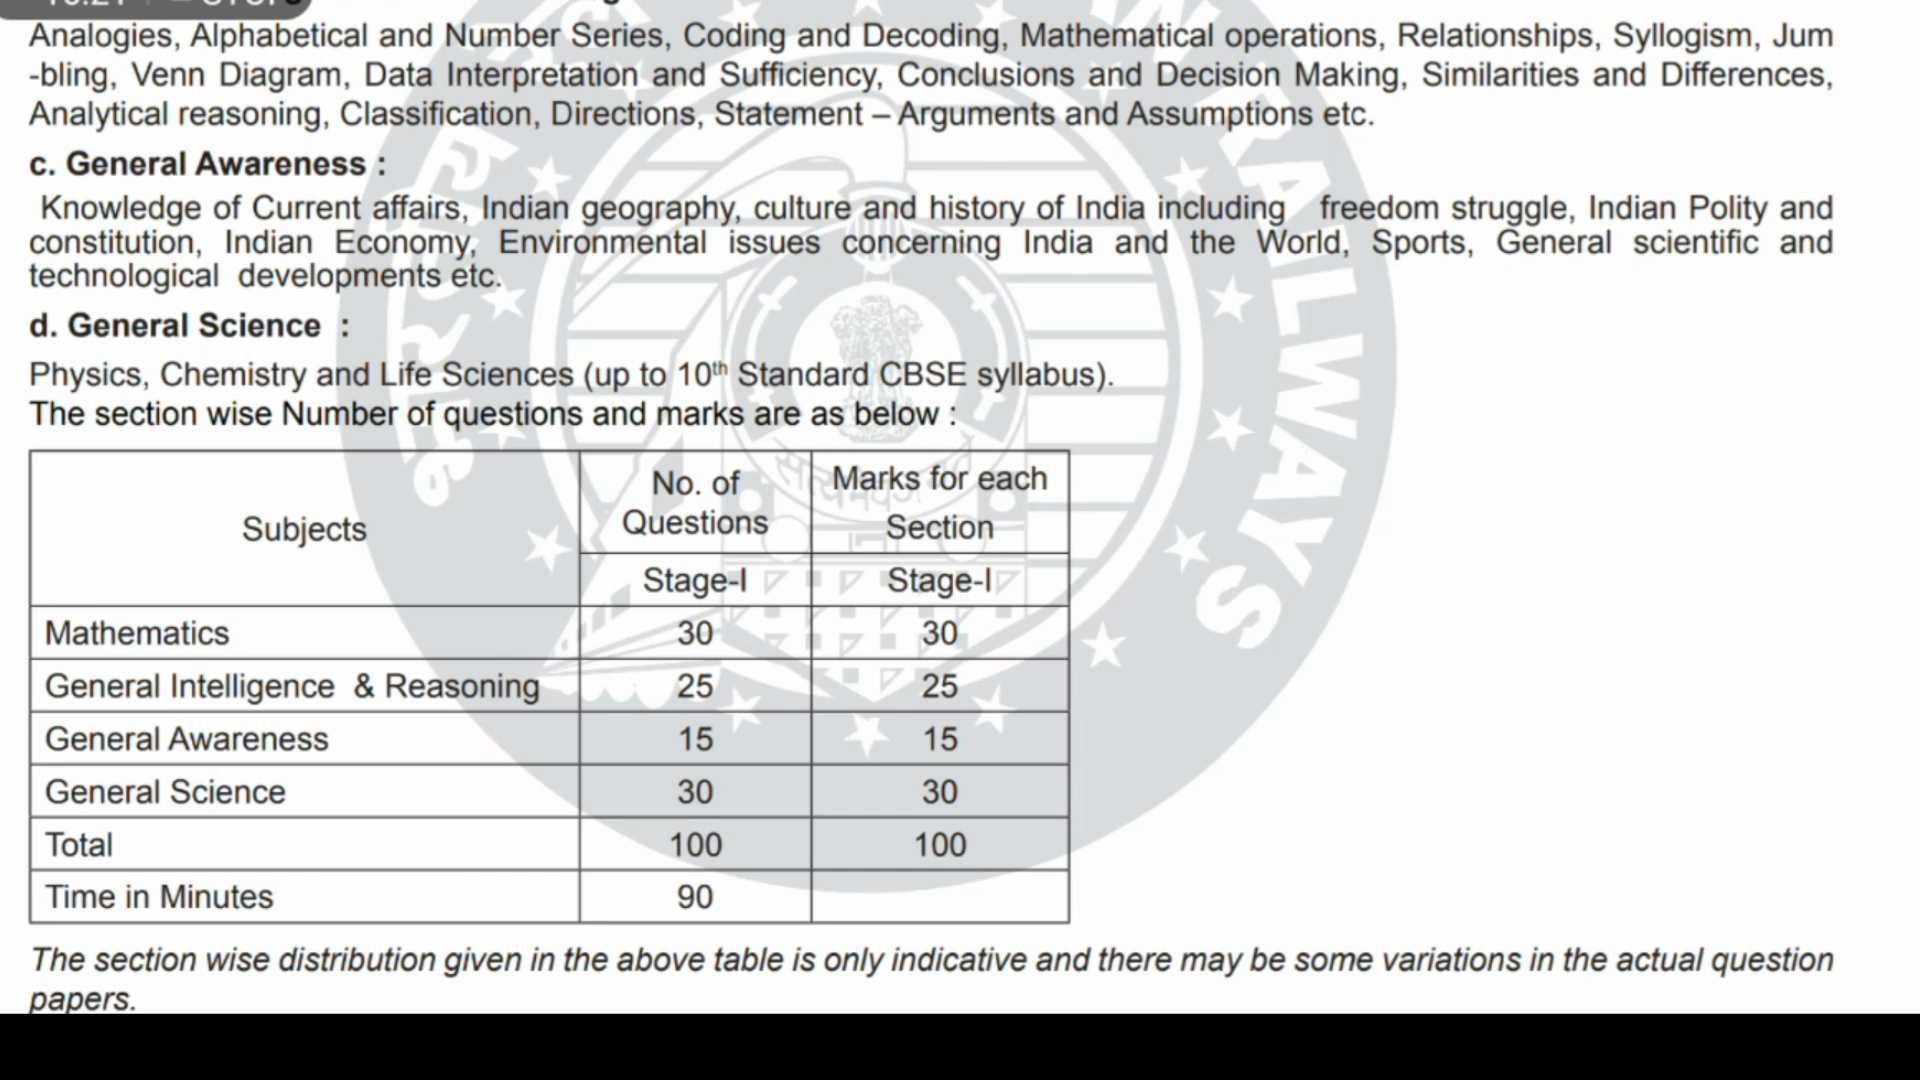 Analogies, Alphabetical and Number Series, Coding and Decoding, Mathematical operations, Relationships, Syllogism, Jum
-bling, Venn Diagram, Data Interpretation and Sufficiency, Conclusions and Decision Making, Similarities and Differences,
Analytical reasoning, Classification, Directions, Statement – Arguments and Assumptions etc.
c. General Awareness :
Knowledge of Current affairs, Indian geography, culture and history of India including freedom struggle, Indian Polity and
constitution, Indian Economy, Environmental issues concerning India and the World, Sports, General scientific and
technological developments etc.
d. General Science :
Physics, Chemistry and Life Sciences (up to 10th Standard CBSE syllabus).
The section wise Number of questions and marks are as below :
Subjects
No. of
Questions
Marks for each
Section
Stage-I Stage-I
Mathematics 30 30
General Intelligence & Reasoning 25 25
General Awareness 15 15
General Science 30 30
Total 100 100
Time in Minutes 90
The section wise distribution given in the above table is only indicative and there may be some variations in the actual question
papers.
RAILWAYS